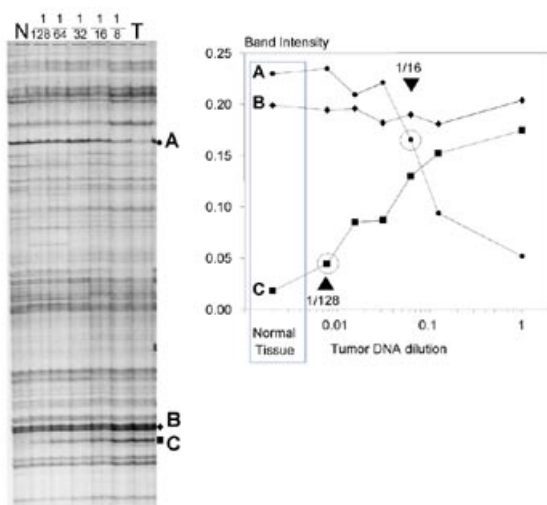 N 1/128 1/64 1/32 1/16 1/8 T
A
B
C
Band Intensity
0.25
0.20
0.15
0.10
0.05
0.00
A
B
C
1/16
1/128
0.01 0.1 1
Normal
Tissue
Tumor DNA dilution